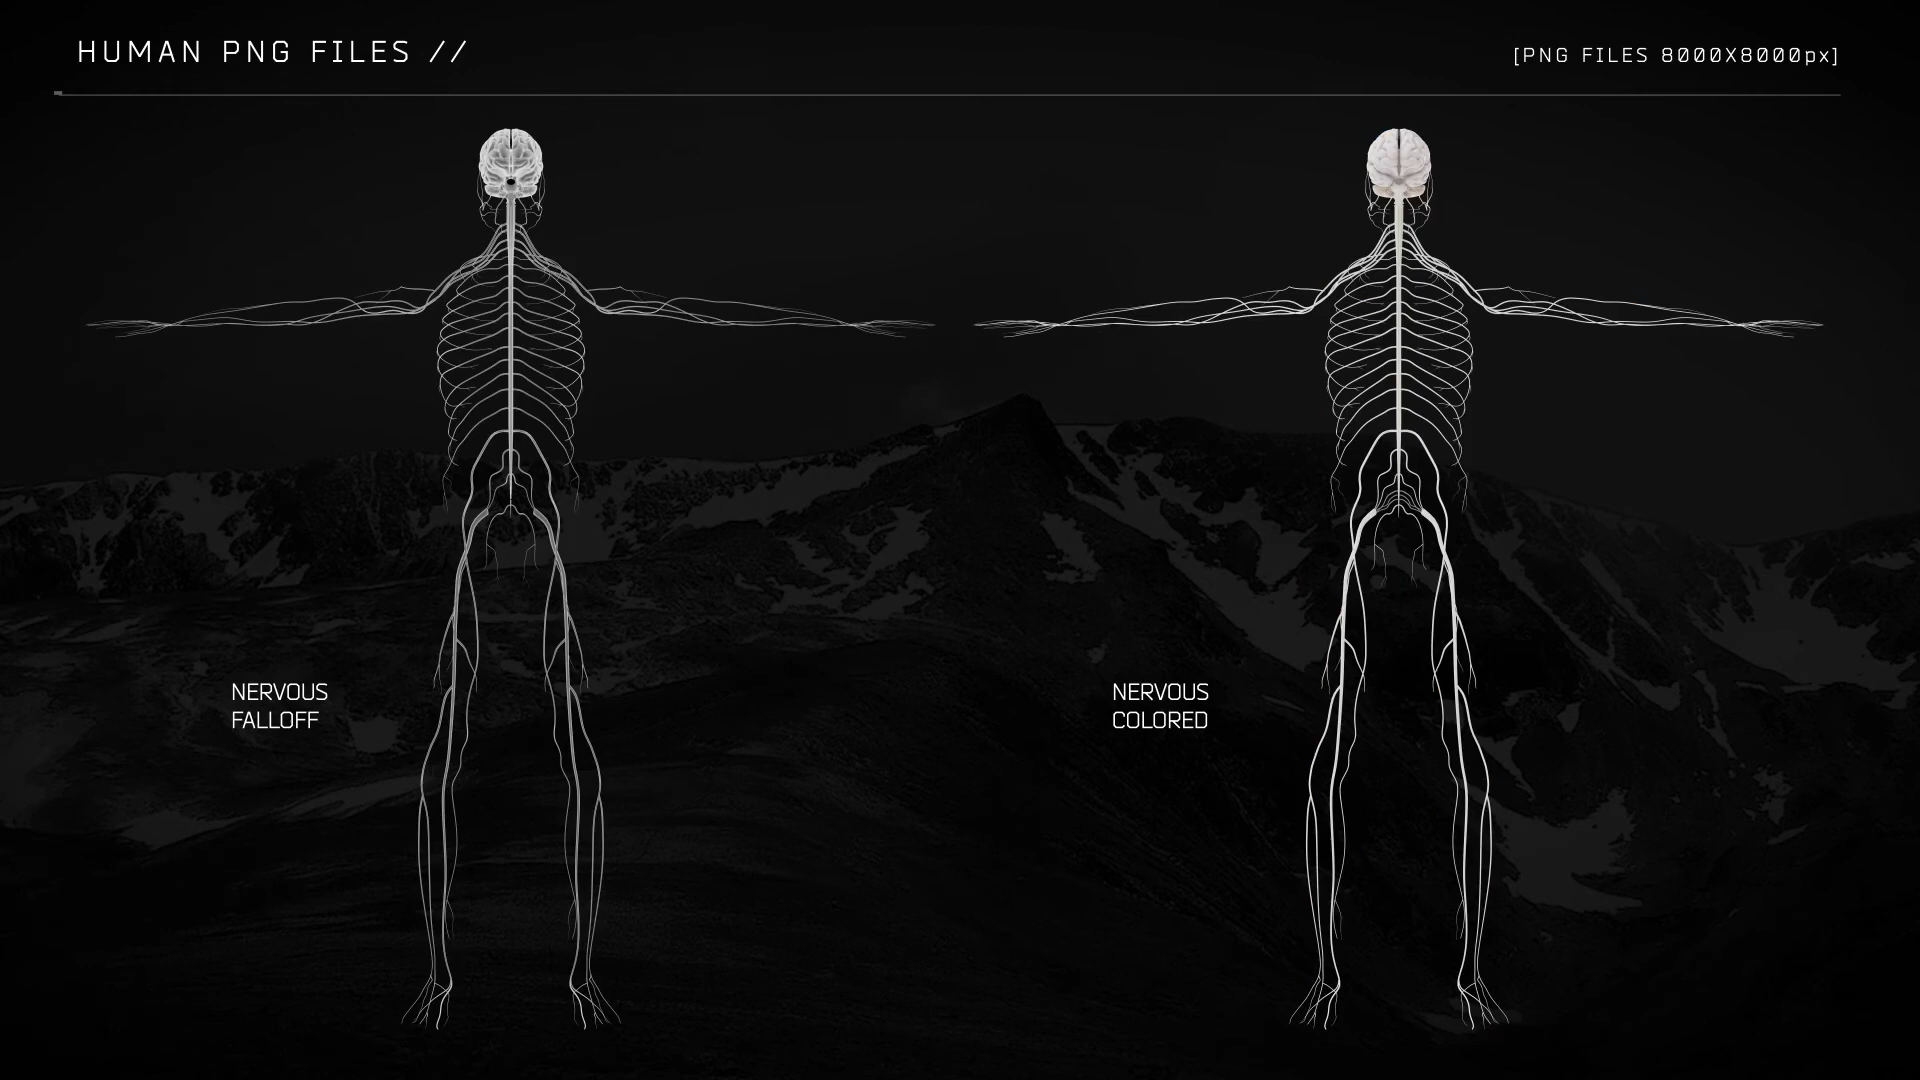 HUMAN PNG FILES //
[PNG FILES 8000X8000px]
NERVOUS
FALLOFF
NERVOUS
COLORED